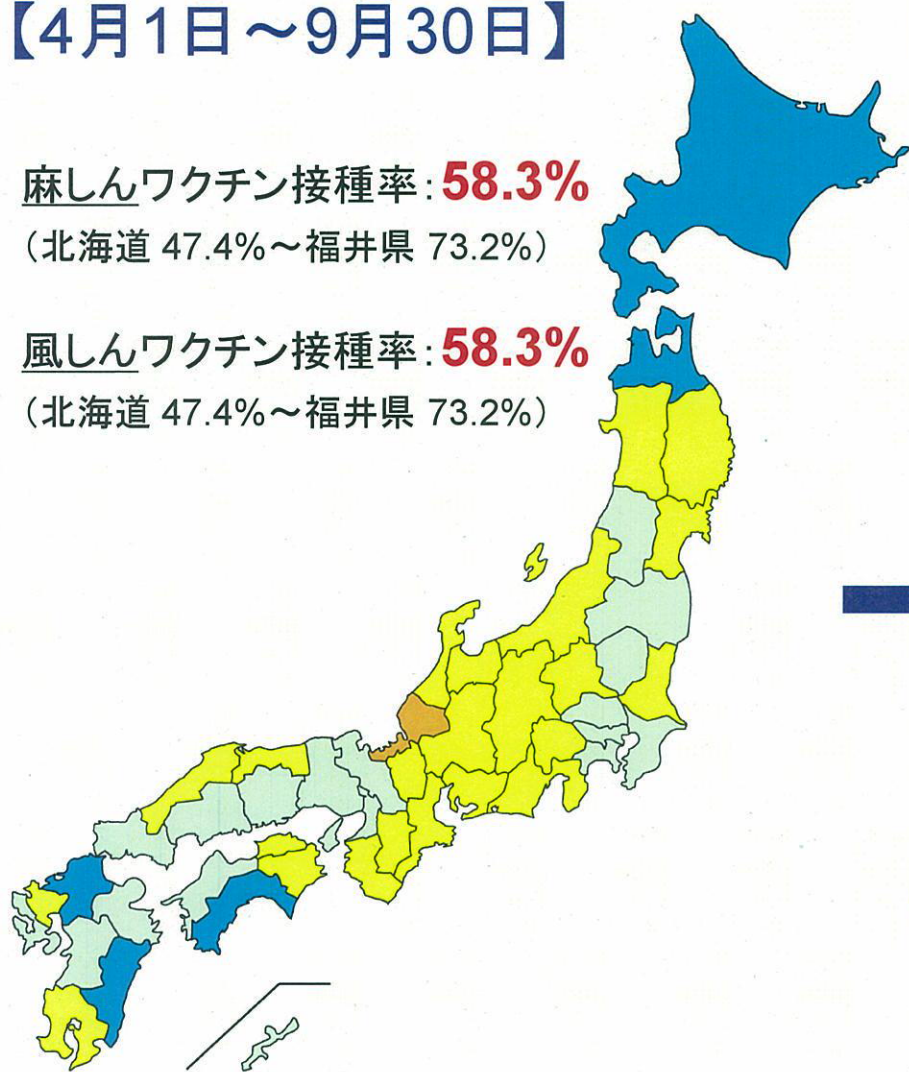 【4月1日～9月30日】
麻しんワクチン接種率：58.3%
（北海道 47.4%～福井県 73.2%）
風しんワクチン接種率：58.3%
（北海道 47.4%～福井県 73.2%）